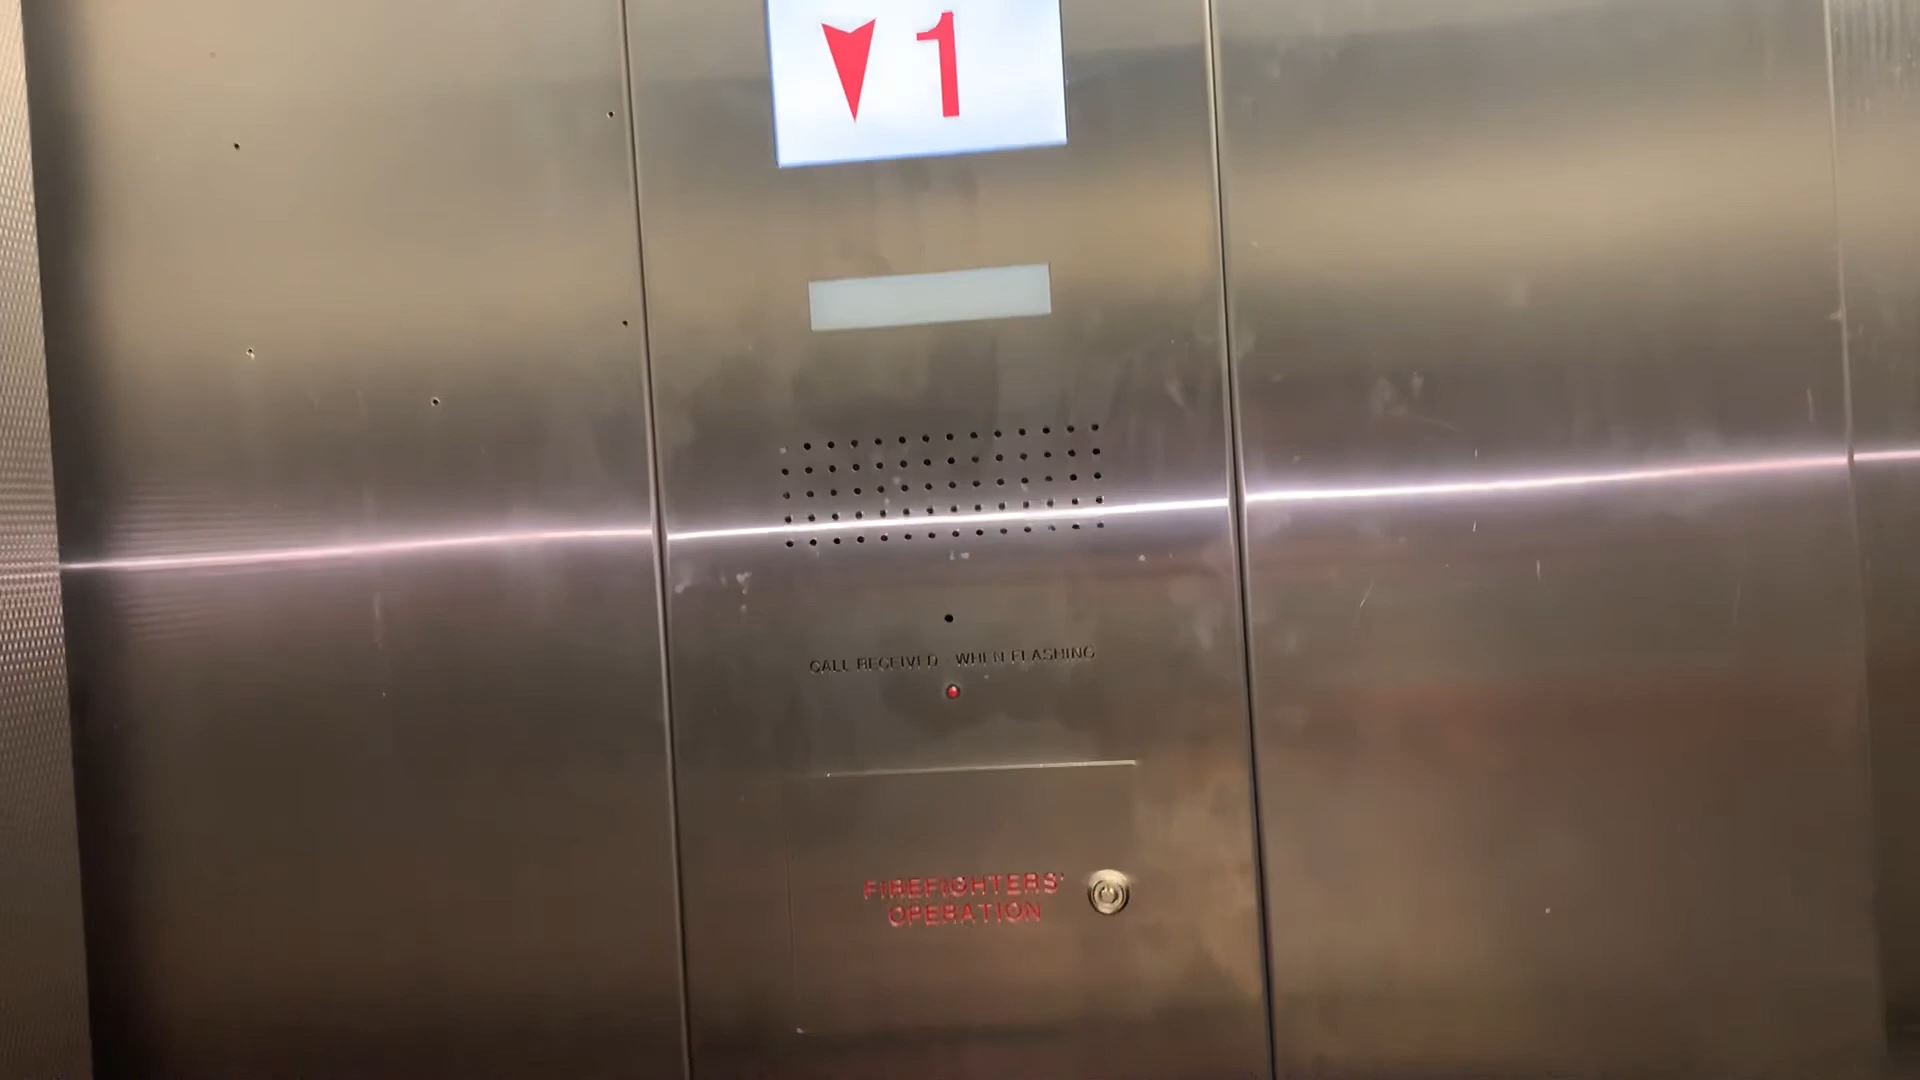 1
CALL RECEIVED - WHEN FLASHING
FIREFIGHTERS'
OPERATION